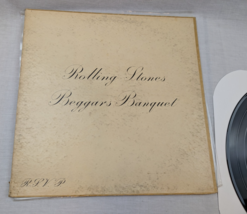 Rolling Stones
Beggars Banquet
R.S.V.P.